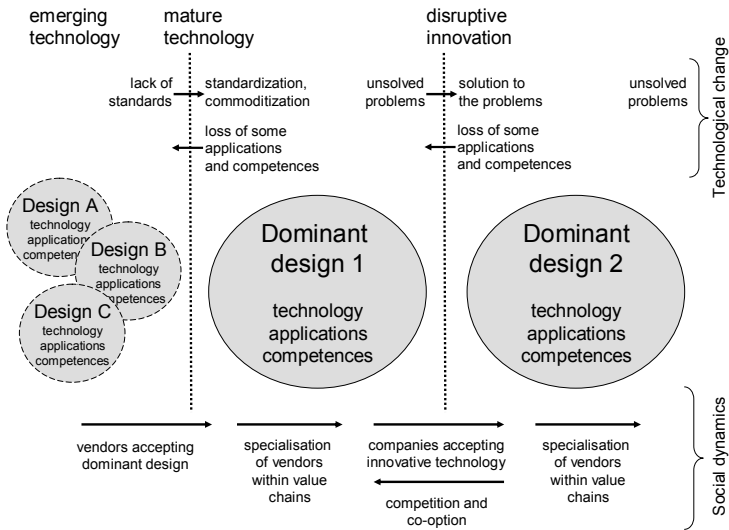 emerging
technology
mature
technology
disruptive
innovation
lack of
standards
standardization,
commoditization
loss of some
applications
and competences
unsolved
problems
solution to
the problems
loss of some
applications
and competences
unsolved
problems
Technological change
Design A
technology
applications
competences
Design B
technology
applications
competences
Design C
technology
applications
competences
Dominant
design 1
technology
applications
competences
Dominant
design 2
technology
applications
competences
vendors accepting
dominant design
specialisation
of vendors
within value
chains
companies accepting
innovative technology
competition and
co-option
specialisation
of vendors
within value
chains
Social dynamics